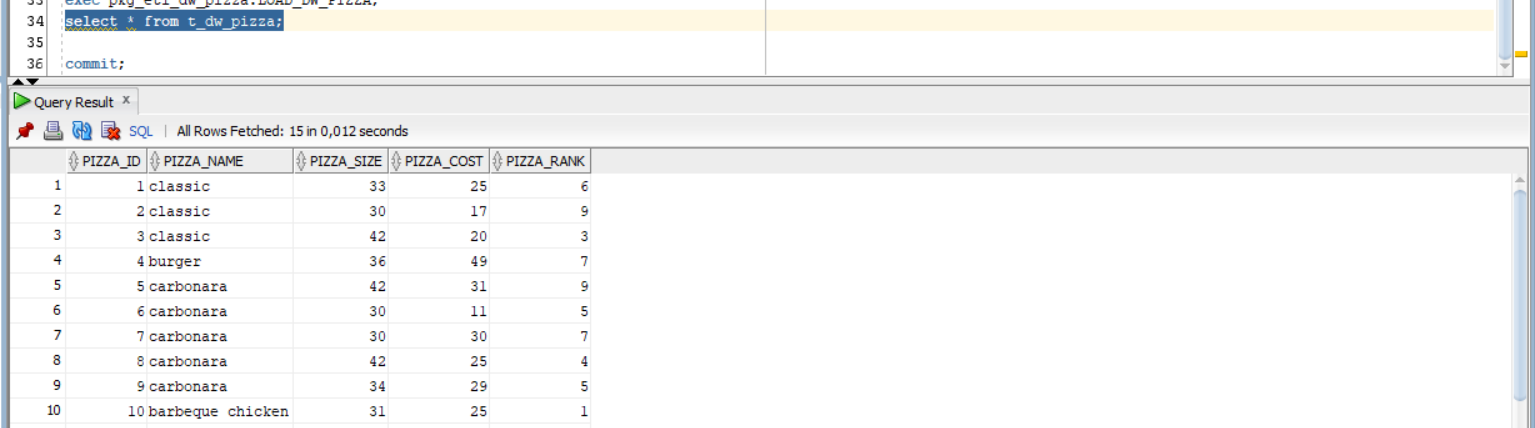 33 exec pkg_etl_dw_pizza.LOAD_DW_PIZZA;
34 select * from t_dw_pizza;
35
36 commit;
Query Result x
SQL | All Rows Fetched: 15 in 0,012 seconds
PIZZA_ID PIZZA_NAME PIZZA_SIZE PIZZA_COST PIZZA_RANK
1 1 classic 33 25 6
2 2 classic 30 17 9
3 3 classic 42 20 3
4 4 burger 36 49 7
5 5 carbonara 42 31 9
6 6 carbonara 30 11 5
7 7 carbonara 30 30 7
8 8 carbonara 42 25 4
9 9 carbonara 34 29 5
10 10 barbeque chicken 31 25 1